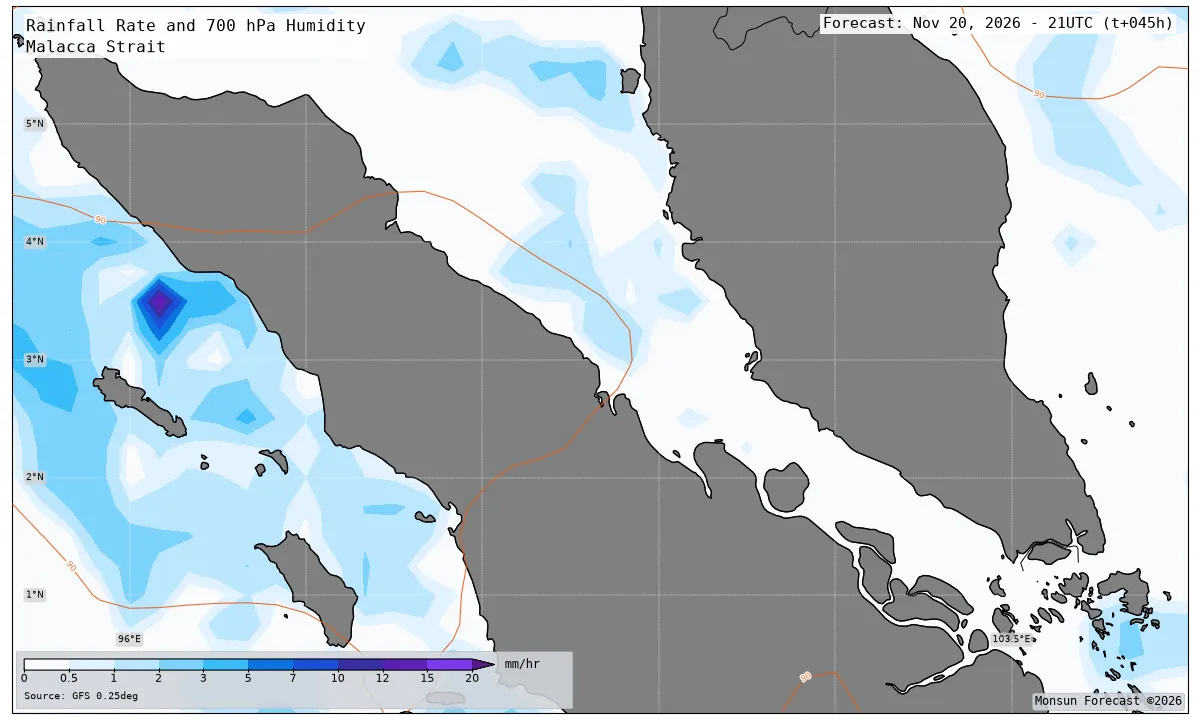 Rainfall Rate and 700 hPa Humidity
Malacca Strait
Forecast: Nov 20, 2026 - 21UTC (t+045h)
90
5°N
90
4°N
3°N
2°N
90
1°N
96°E
103.5°E
mm/hr
0 0.5 1 2 3 5 7 10 12 15 20
90
Source: GFS 0.25deg
Monsun Forecast ©2026